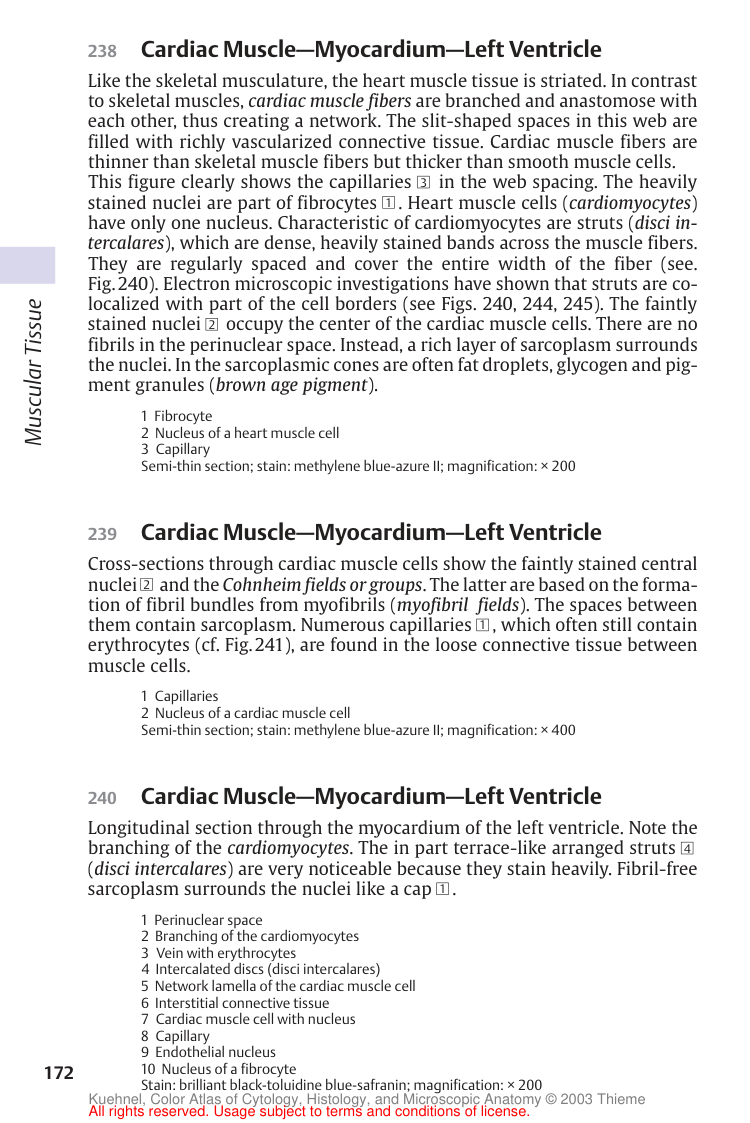 238 Cardiac Muscle—Myocardium—Left Ventricle
Like the skeletal musculature, the heart muscle tissue is striated. In contrast
to skeletal muscles, cardiac muscle fibers are branched and anastomose with
each other, thus creating a network. The slit-shaped spaces in this web are
filled with richly vascularized connective tissue. Cardiac muscle fibers are
thinner than skeletal muscle fibers but thicker than smooth muscle cells.
This figure clearly shows the capillaries 3 in the web spacing. The heavily
stained nuclei are part of fibrocytes 1. Heart muscle cells (cardiomyocytes)
have only one nucleus. Characteristic of cardiomyocytes are struts (disci in-
tercalares), which are dense, heavily stained bands across the muscle fibers.
They are regularly spaced and cover the entire width of the fiber (see.
Fig. 240). Electron microscopic investigations have shown that struts are co-
localized with part of the cell borders (see Figs. 240, 244, 245). The faintly
stained nuclei 2 occupy the center of the cardiac muscle cells. There are no
fibrils in the perinuclear space. Instead, a rich layer of sarcoplasm surrounds
the nuclei. In the sarcoplasmic cones are often fat droplets, glycogen and pig-
ment granules (brown age pigment).
1 Fibrocyte
2 Nucleus of a heart muscle cell
3 Capillary
Semi-thin section; stain: methylene blue-azure II; magnification: × 200
Muscular Tissue
239 Cardiac Muscle—Myocardium—Left Ventricle
Cross-sections through cardiac muscle cells show the faintly stained central
nuclei 2 and the Cohnheim fields or groups. The latter are based on the forma-
tion of fibril bundles from myofibrils (myofibril fields). The spaces between
them contain sarcoplasm. Numerous capillaries 1, which often still contain
erythrocytes (cf. Fig. 241), are found in the loose connective tissue between
muscle cells.
1 Capillaries
2 Nucleus of a cardiac muscle cell
Semi-thin section; stain: methylene blue-azure II; magnification: × 400
240 Cardiac Muscle—Myocardium—Left Ventricle
Longitudinal section through the myocardium of the left ventricle. Note the
branching of the cardiomyocytes. The in part terrace-like arranged struts 4
(disci intercalares) are very noticeable because they stain heavily. Fibril-free
sarcoplasm surrounds the nuclei like a cap 1.
1 Perinuclear space
2 Branching of the cardiomyocytes
3 Vein with erythrocytes
4 Intercalated discs (disci intercalares)
5 Network lamella of the cardiac muscle cell
6 Interstitial connective tissue
7 Cardiac muscle cell with nucleus
8 Capillary
9 Endothelial nucleus
10 Nucleus of a fibrocyte
Stain: brilliant black-toluidine blue-safranin; magnification: × 200
172
Kuehnel, Color Atlas of Cytology, Histology, and Microscopic Anatomy © 2003 Thieme
All rights reserved. Usage subject to terms and conditions of license.